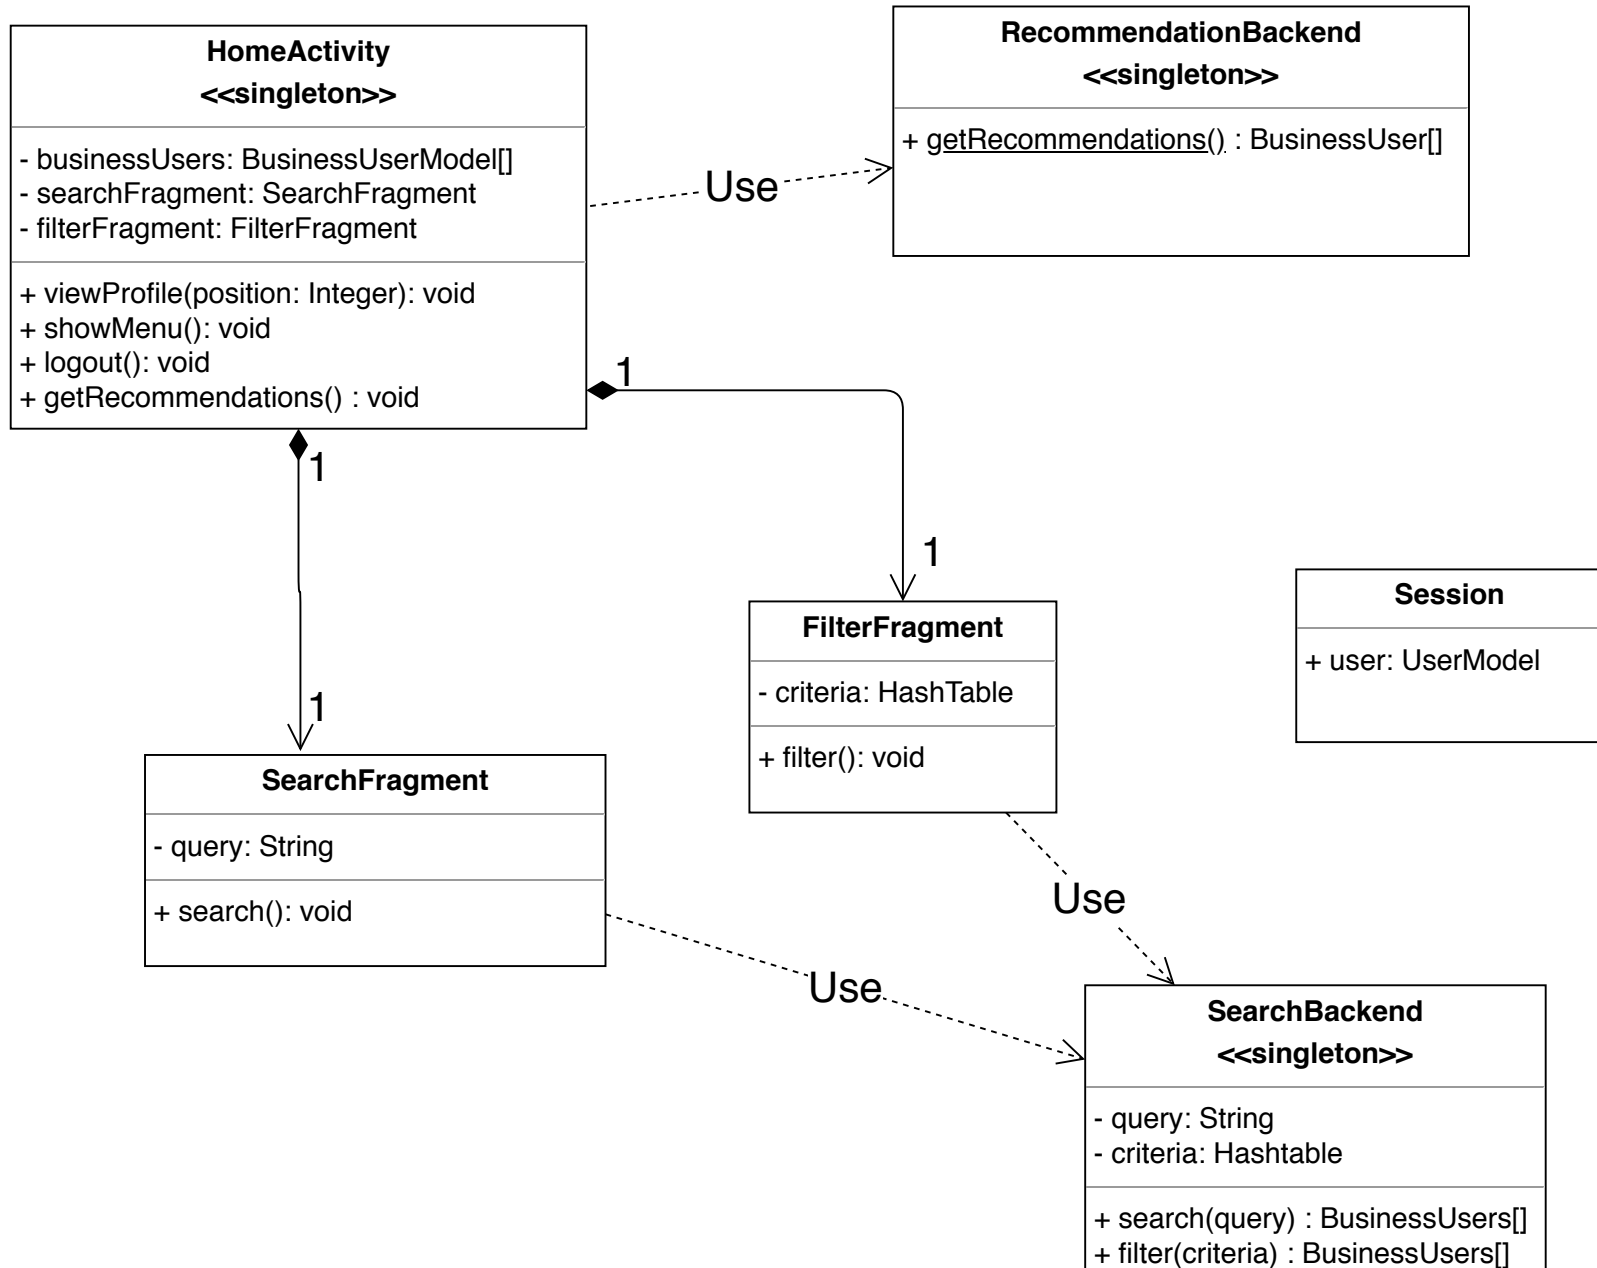 HomeActivity
<<singleton>>
- businessUsers: BusinessUserModel[]
- searchFragment: SearchFragment
- filterFragment: FilterFragment
+ viewProfile(position: Integer): void
+ showMenu(): void
+ logout(): void
+ getRecommendations() : void
RecommendationBackend
<<singleton>>
+ getRecommendations() : BusinessUser[]
Use
1
1
1
1
FilterFragment
- criteria: HashTable
+ filter(): void
Session
+ user: UserModel
SearchFragment
- query: String
+ search(): void
Use
Use
SearchBackend
<<singleton>>
- query: String
- criteria: Hashtable
+ search(query) : BusinessUsers[]
+ filter(criteria) : BusinessUsers[]